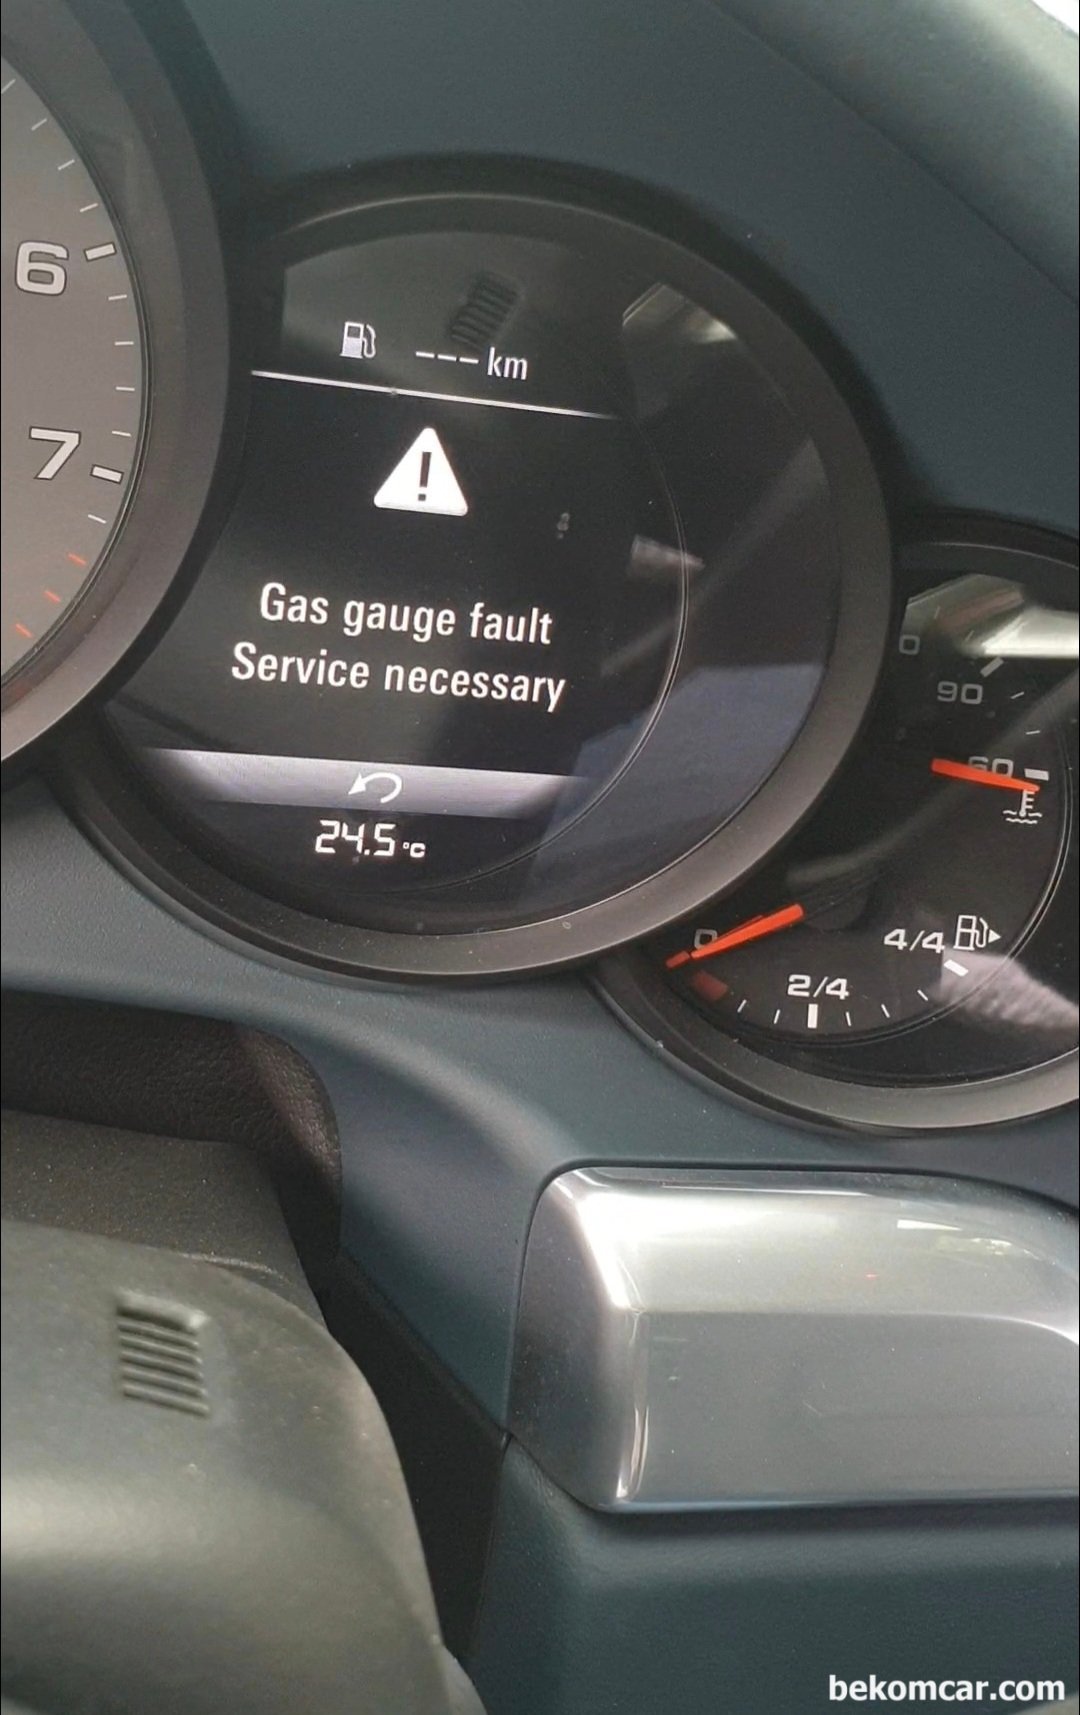 6
7
--- km
!
Gas gauge fault
Service necessary
24.5 °C
90
60
0
4/4
2/4
bekomcar.com